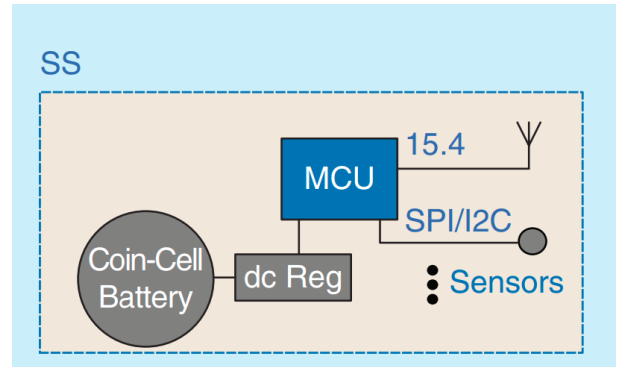 SS
15.4
MCU
SPI/I2C
Coin-Cell
Battery
dc Reg
Sensors